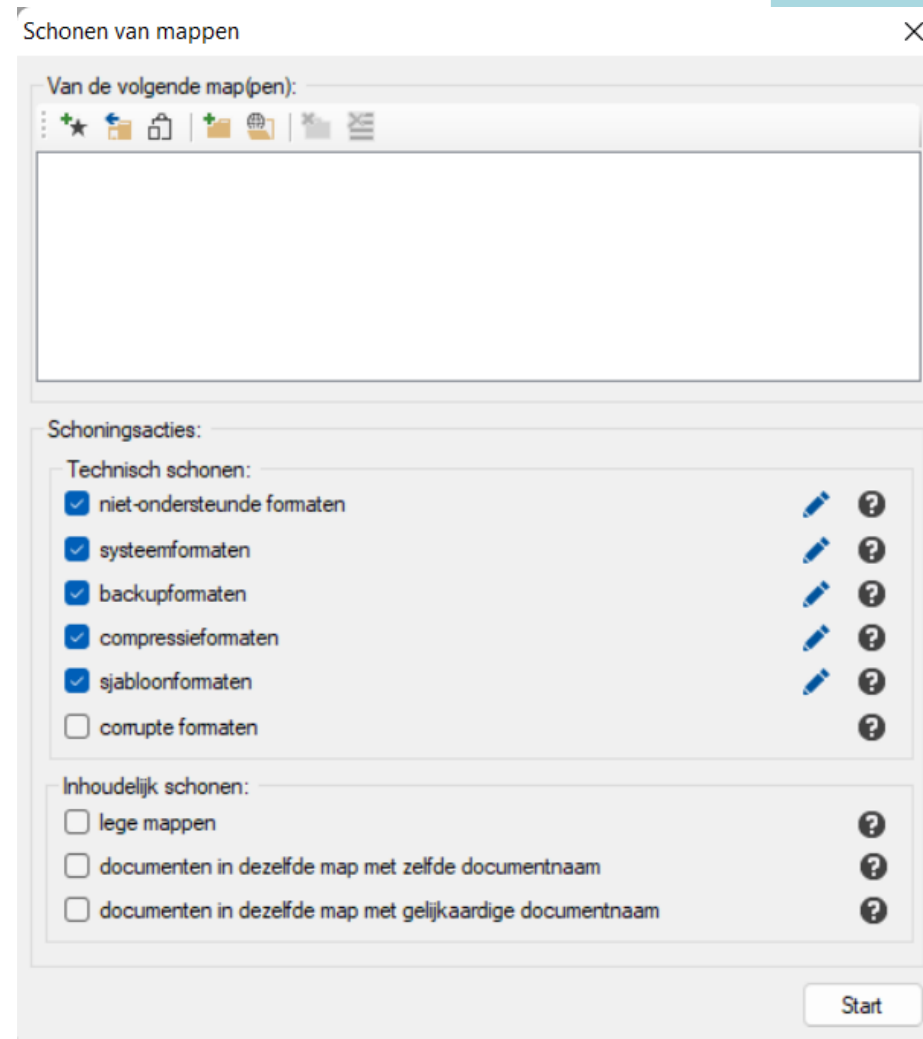 Schonen van mappen
Van de volgende map(pen):
Schoningsacties:
Technisch schonen:
niet-ondersteunde formaten
systeemformaten
backupformaten
compressieformaten
sjabloonformaten
corrupte formaten
Inhoudelijk schonen:
lege mappen
documenten in dezelfde map met zelfde documentnaam
documenten in dezelfde map met gelijkaardige documentnaam
Start